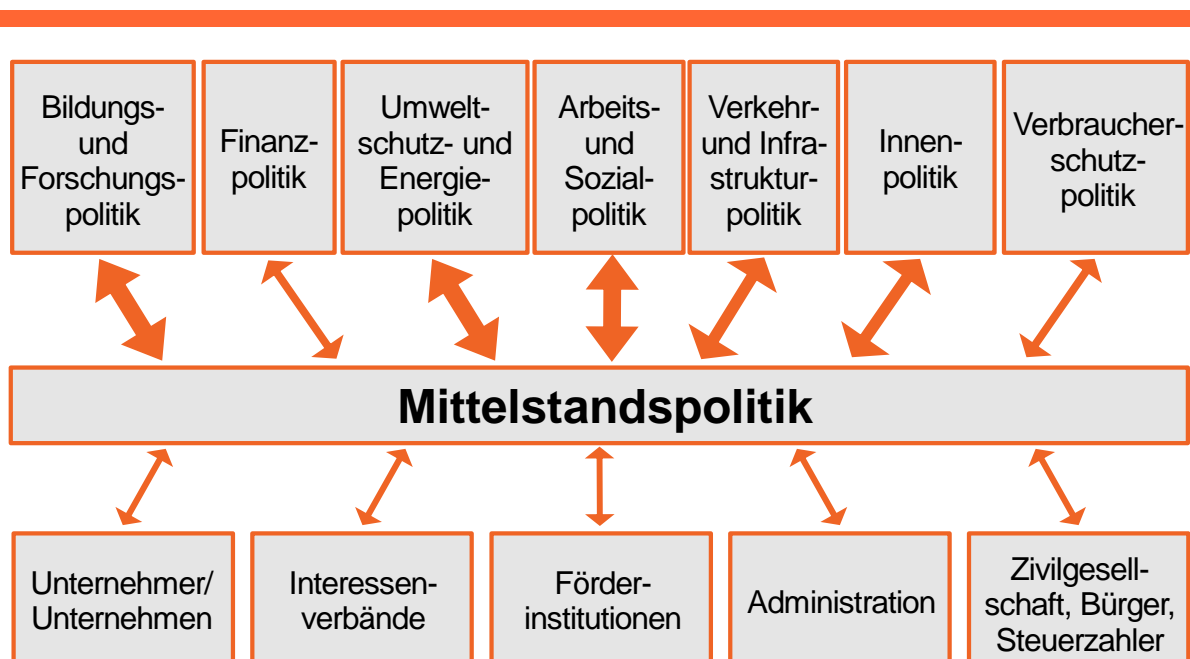 Bildungs-
und
Forschungs-
politik
Finanz-
politik
Umwelt-
schutz- und
Energie-
politik
Arbeits-
und
Sozial-
politik
Verkehr-
und Infra-
struktur-
politik
Innen-
politik
Verbraucher-
schutz-
politik
Mittelstandspolitik
Unternehmer/
Unternehmen
Interessen-
verbände
Förder-
institutionen
Administration
Zivilgesell-
schaft, Bürger,
Steuerzahler